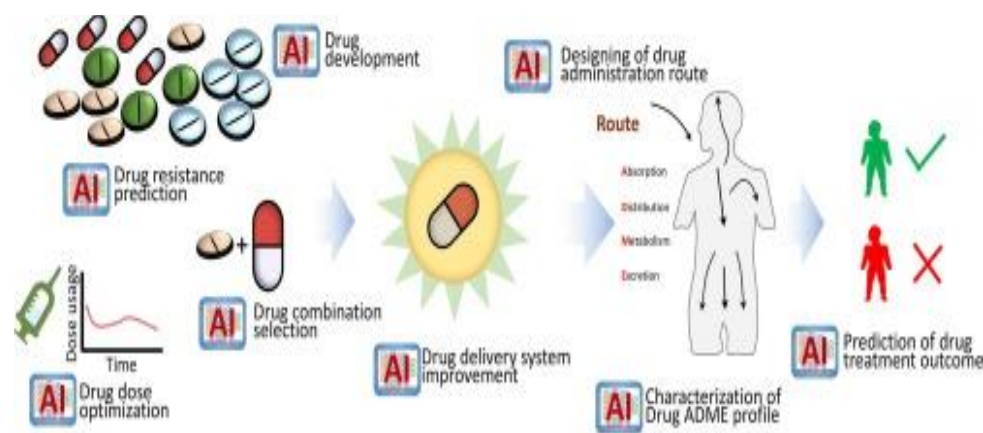 AI
Drug
development
AI
Drug resistance
prediction
Dose usage
Time
AI
Drug dose
optimization
+
AI
Drug combination
selection
AI
Drug delivery system
improvement
AI
Designing of drug
administration route
Route
Absorption
Distribution
Metabolism
Excretion
AI
Characterization of
Drug ADME profile
AI
Prediction of drug
treatment outcome